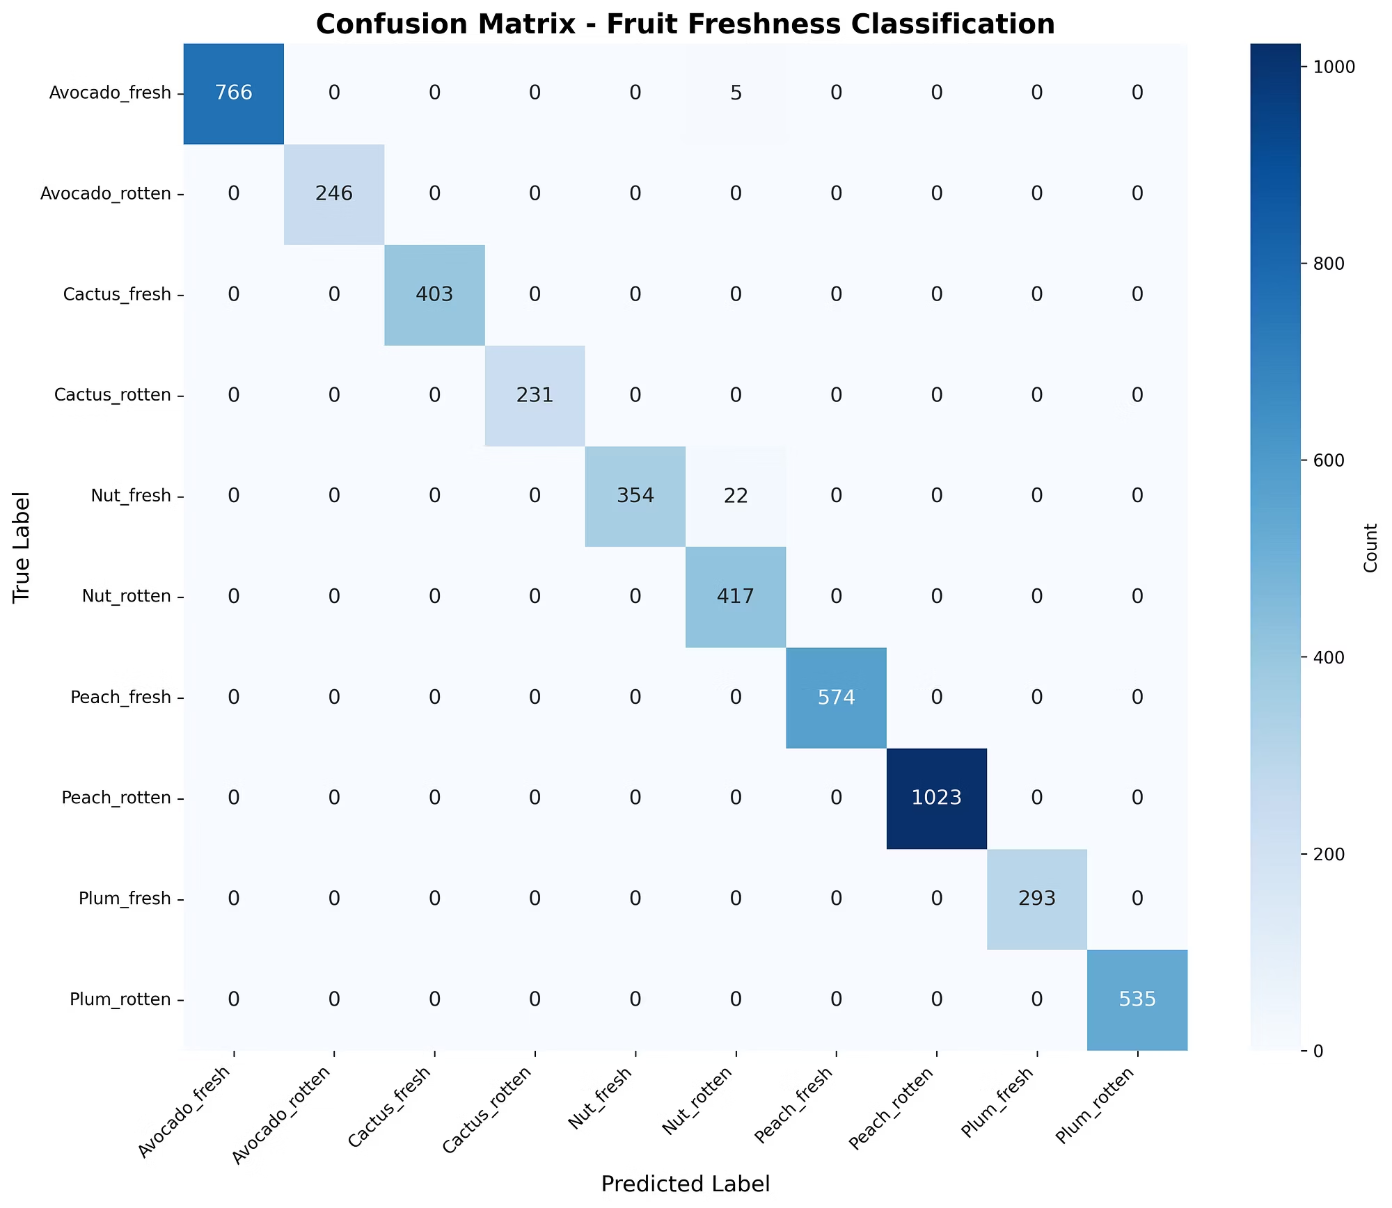 Confusion Matrix - Fruit Freshness Classification
Avocado_fresh 766 0 0 0 0 5 0 0 0 0
Avocado_rotten 0 246 0 0 0 0 0 0 0 0
Cactus_fresh 0 0 403 0 0 0 0 0 0 0
Cactus_rotten 0 0 0 231 0 0 0 0 0 0
Nut_fresh 0 0 0 0 354 22 0 0 0 0
Nut_rotten 0 0 0 0 0 417 0 0 0 0
Peach_fresh 0 0 0 0 0 0 574 0 0 0
Peach_rotten 0 0 0 0 0 0 0 1023 0 0
Plum_fresh 0 0 0 0 0 0 0 0 293 0
Plum_rotten 0 0 0 0 0 0 0 0 0 535
True Label
Avocado_fresh Avocado_rotten Cactus_fresh Cactus_rotten Nut_fresh Nut_rotten Peach_fresh Peach_rotten Plum_fresh Plum_rotten
Predicted Label
1000
800
600
400
200
0
Count